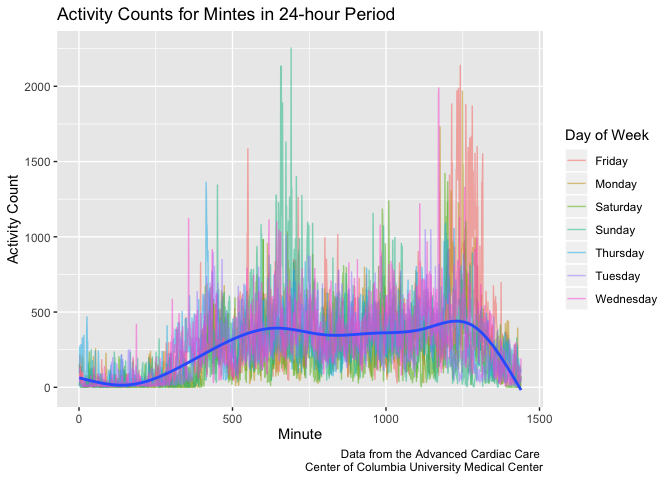 Activity Counts for Mintes in 24-hour Period
Activity Count
2000
1500
1000
500
0
0
500
1000
1500
Minute
Day of Week
Friday
Monday
Saturday
Sunday
Thursday
Tuesday
Wednesday
Data from the Advanced Cardiac Care
Center of Columbia University Medical Center